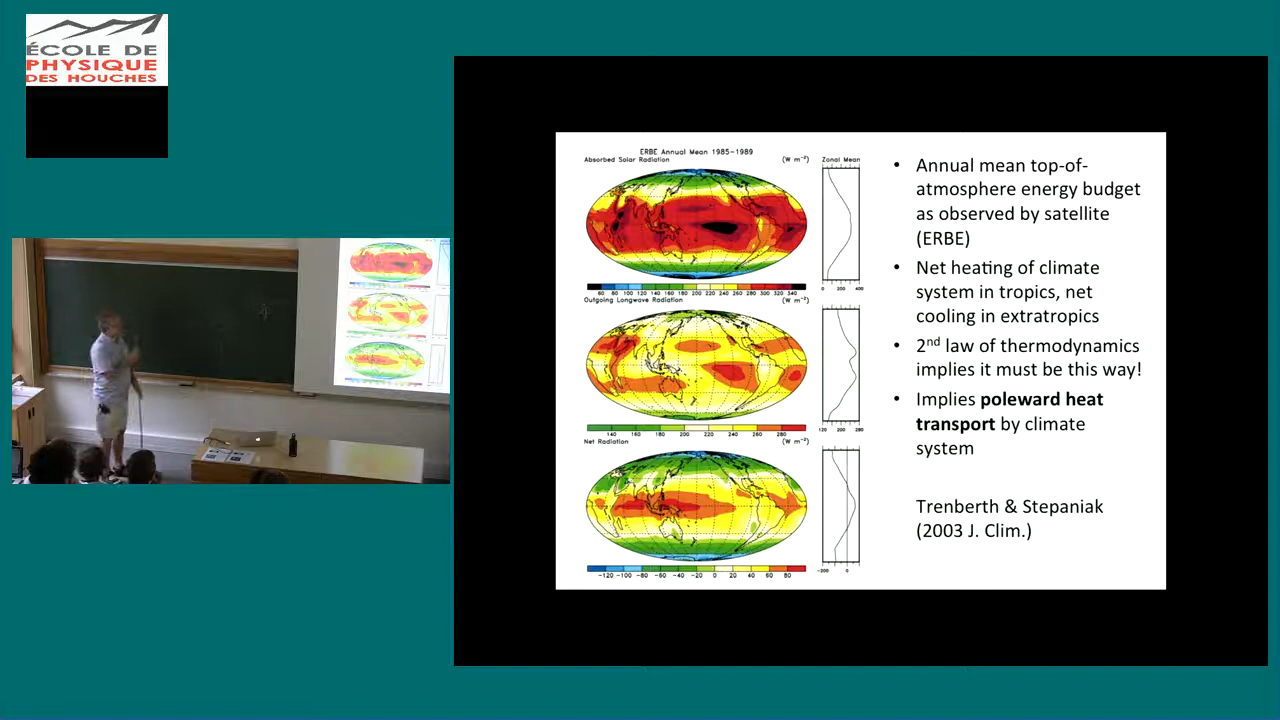 ÉCOLE DE
PHYSIQUE
DES HOUCHES
ERBE Annual Mean 1985-1989
Absorbed Solar Radiation (W m-2) Zonal Mean
60 80 100 120 140 160 180 200 220 240 260 280 300 320 340
0 200 400
Outgoing Longwave Radiation (W m-2)
140 160 180 200 220 240 260 280
120 200 280
Net Radiation (W m-2)
-120 -100 -80 -60 -40 -20 0 20 40 60 80
-200 0
• Annual mean top-of-
atmosphere energy budget
as observed by satellite
(ERBE)
• Net heating of climate
system in tropics, net
cooling in extratropics
• 2nd law of thermodynamics
implies it must be this way!
• Implies poleward heat
transport by climate
system
Trenberth & Stepaniak
(2003 J. Clim.)